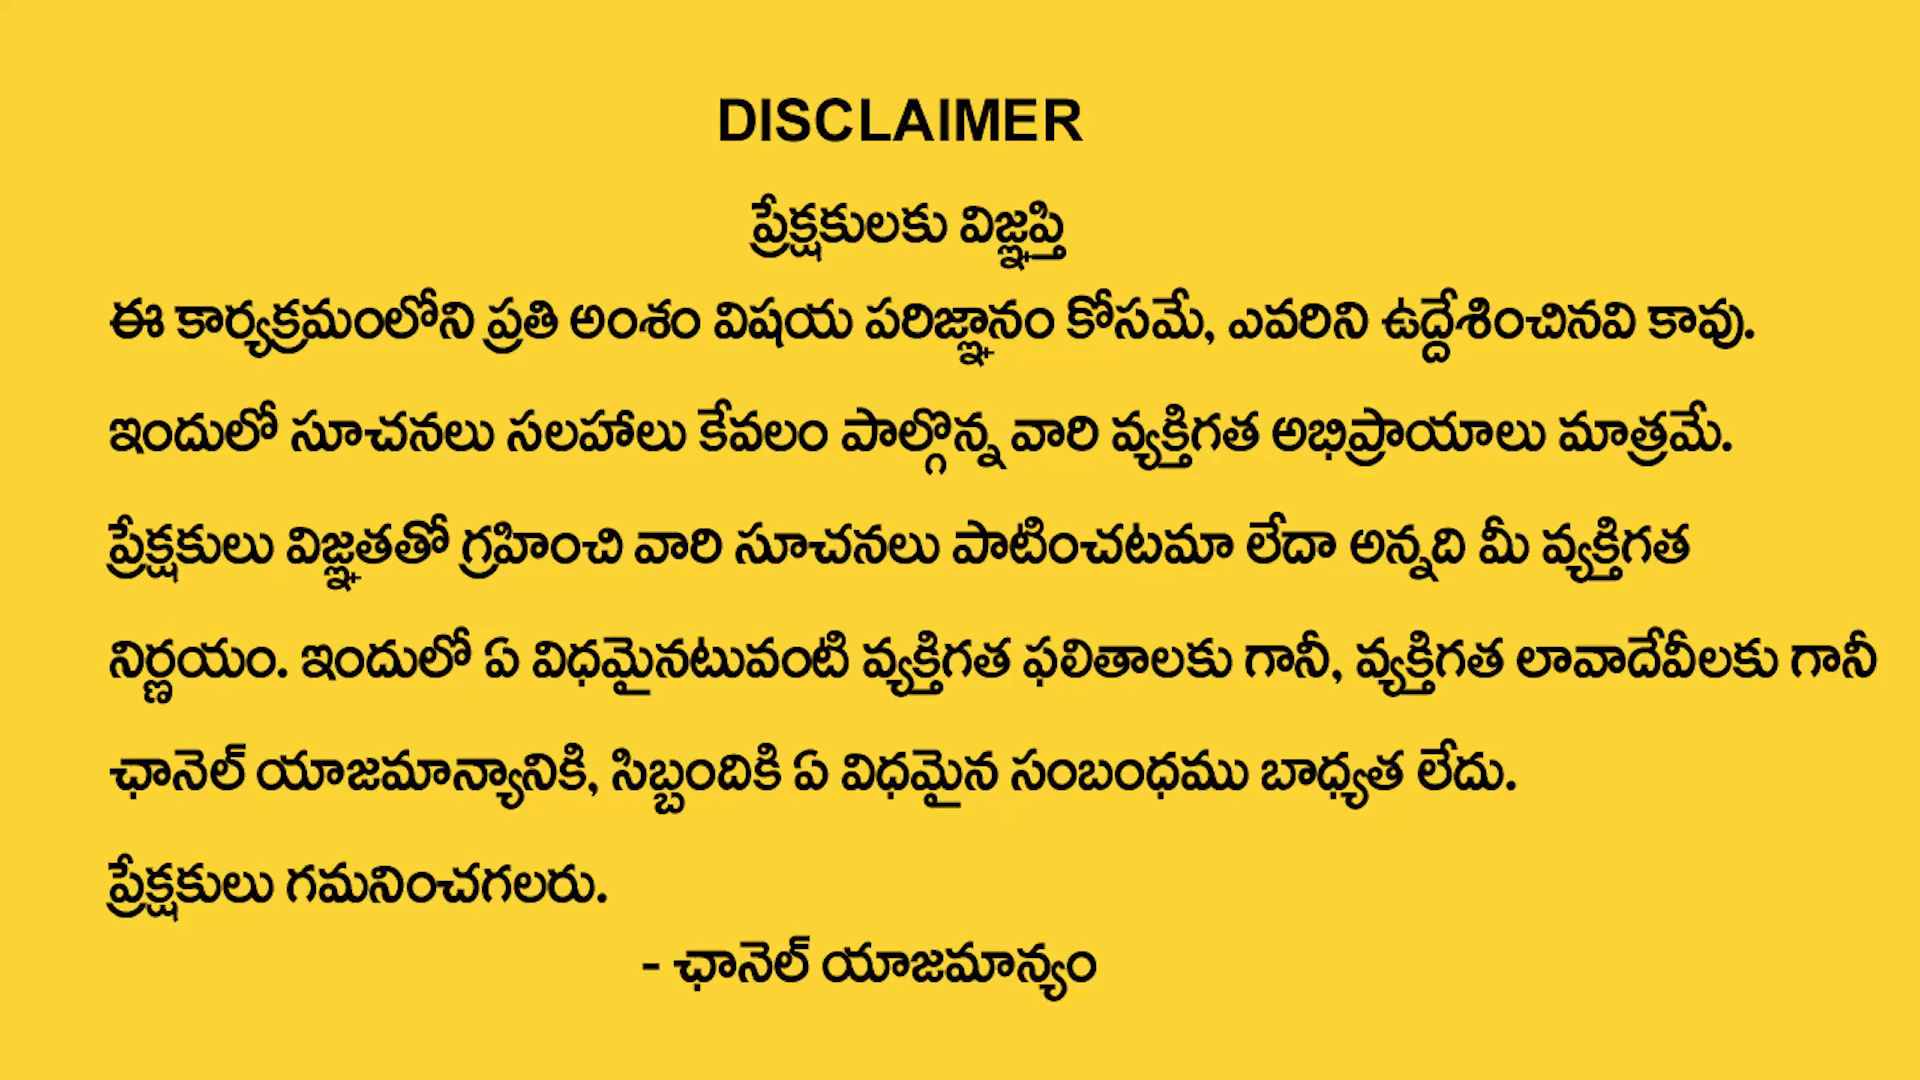 DISCLAIMER
ప్రేక్షకులకు విజ్ఞప్తి
ఈ కార్యక్రమంలోని ప్రతి అంశం విషయ పరిజ్ఞానం కోసమే, ఎవరిని ఉద్దేశించినవి కావు.
ఇందులో సూచనలు సలహాలు కేవలం పాల్గొన్న వారి వ్యక్తిగత అభిప్రాయాలు మాత్రమే.
ప్రేక్షకులు విజ్ఞతతో గ్రహించి వారి సూచనలు పాటించటమా లేదా అన్నది మీ వ్యక్తిగత
నిర్ణయం. ఇందులో ఏ విధమైనటువంటి వ్యక్తిగత ఫలితాలకు గానీ, వ్యక్తిగత లావాదేవీలకు గానీ
ఛానెల్ యాజమాన్యానికి, సిబ్బందికి ఏ విధమైన సంబంధము బాధ్యత లేదు.
ప్రేక్షకులు గమనించగలరు.
- ఛానెల్ యాజమాన్యం